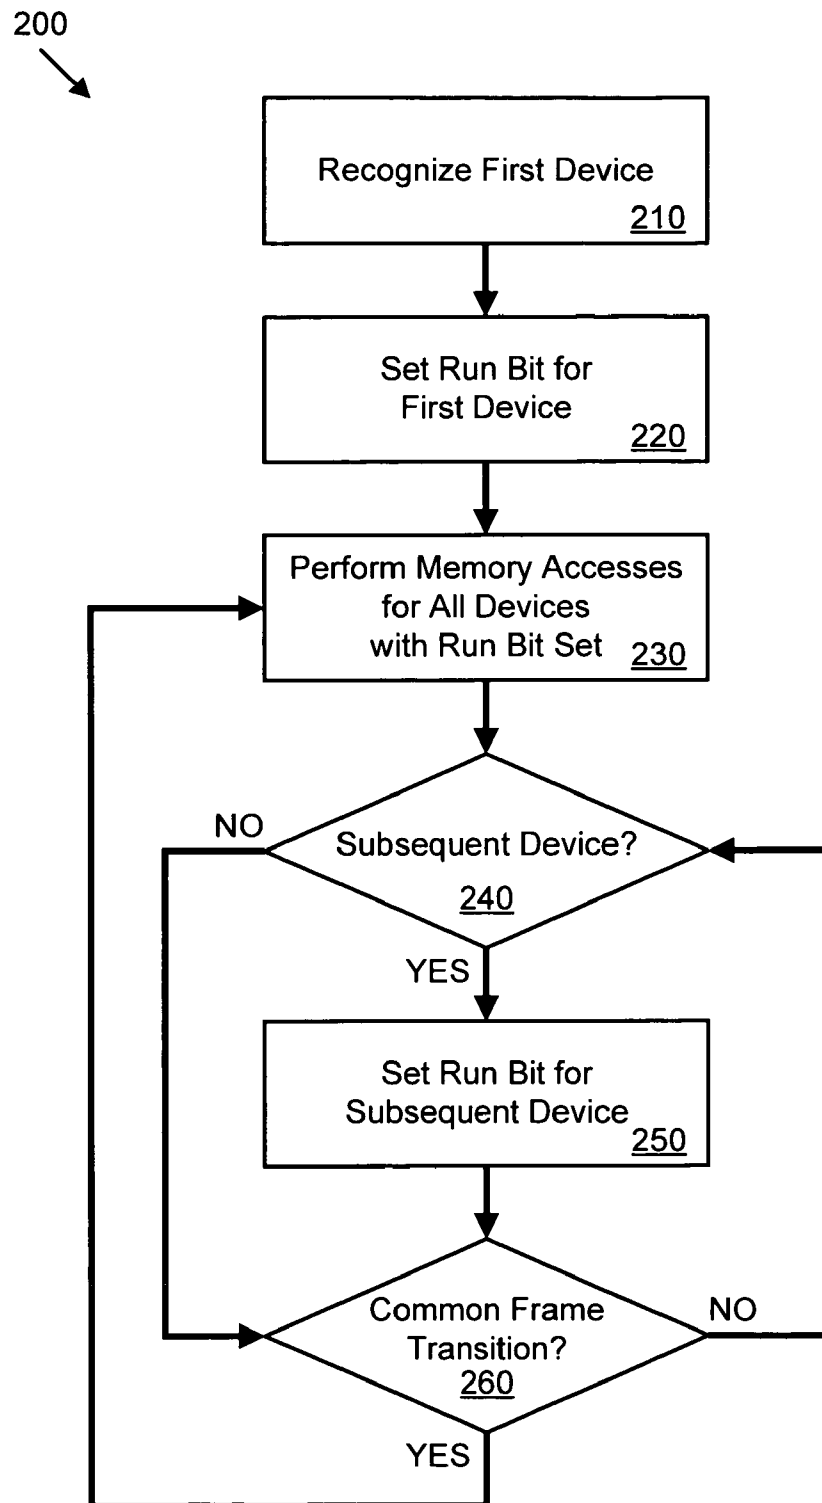 200
Recognize First Device
210
Set Run Bit for
First Device
220
Perform Memory Accesses
for All Devices
with Run Bit Set
230
NO
Subsequent Device?
240
YES
Set Run Bit for
Subsequent Device
250
Common Frame
Transition?
260
NO
YES